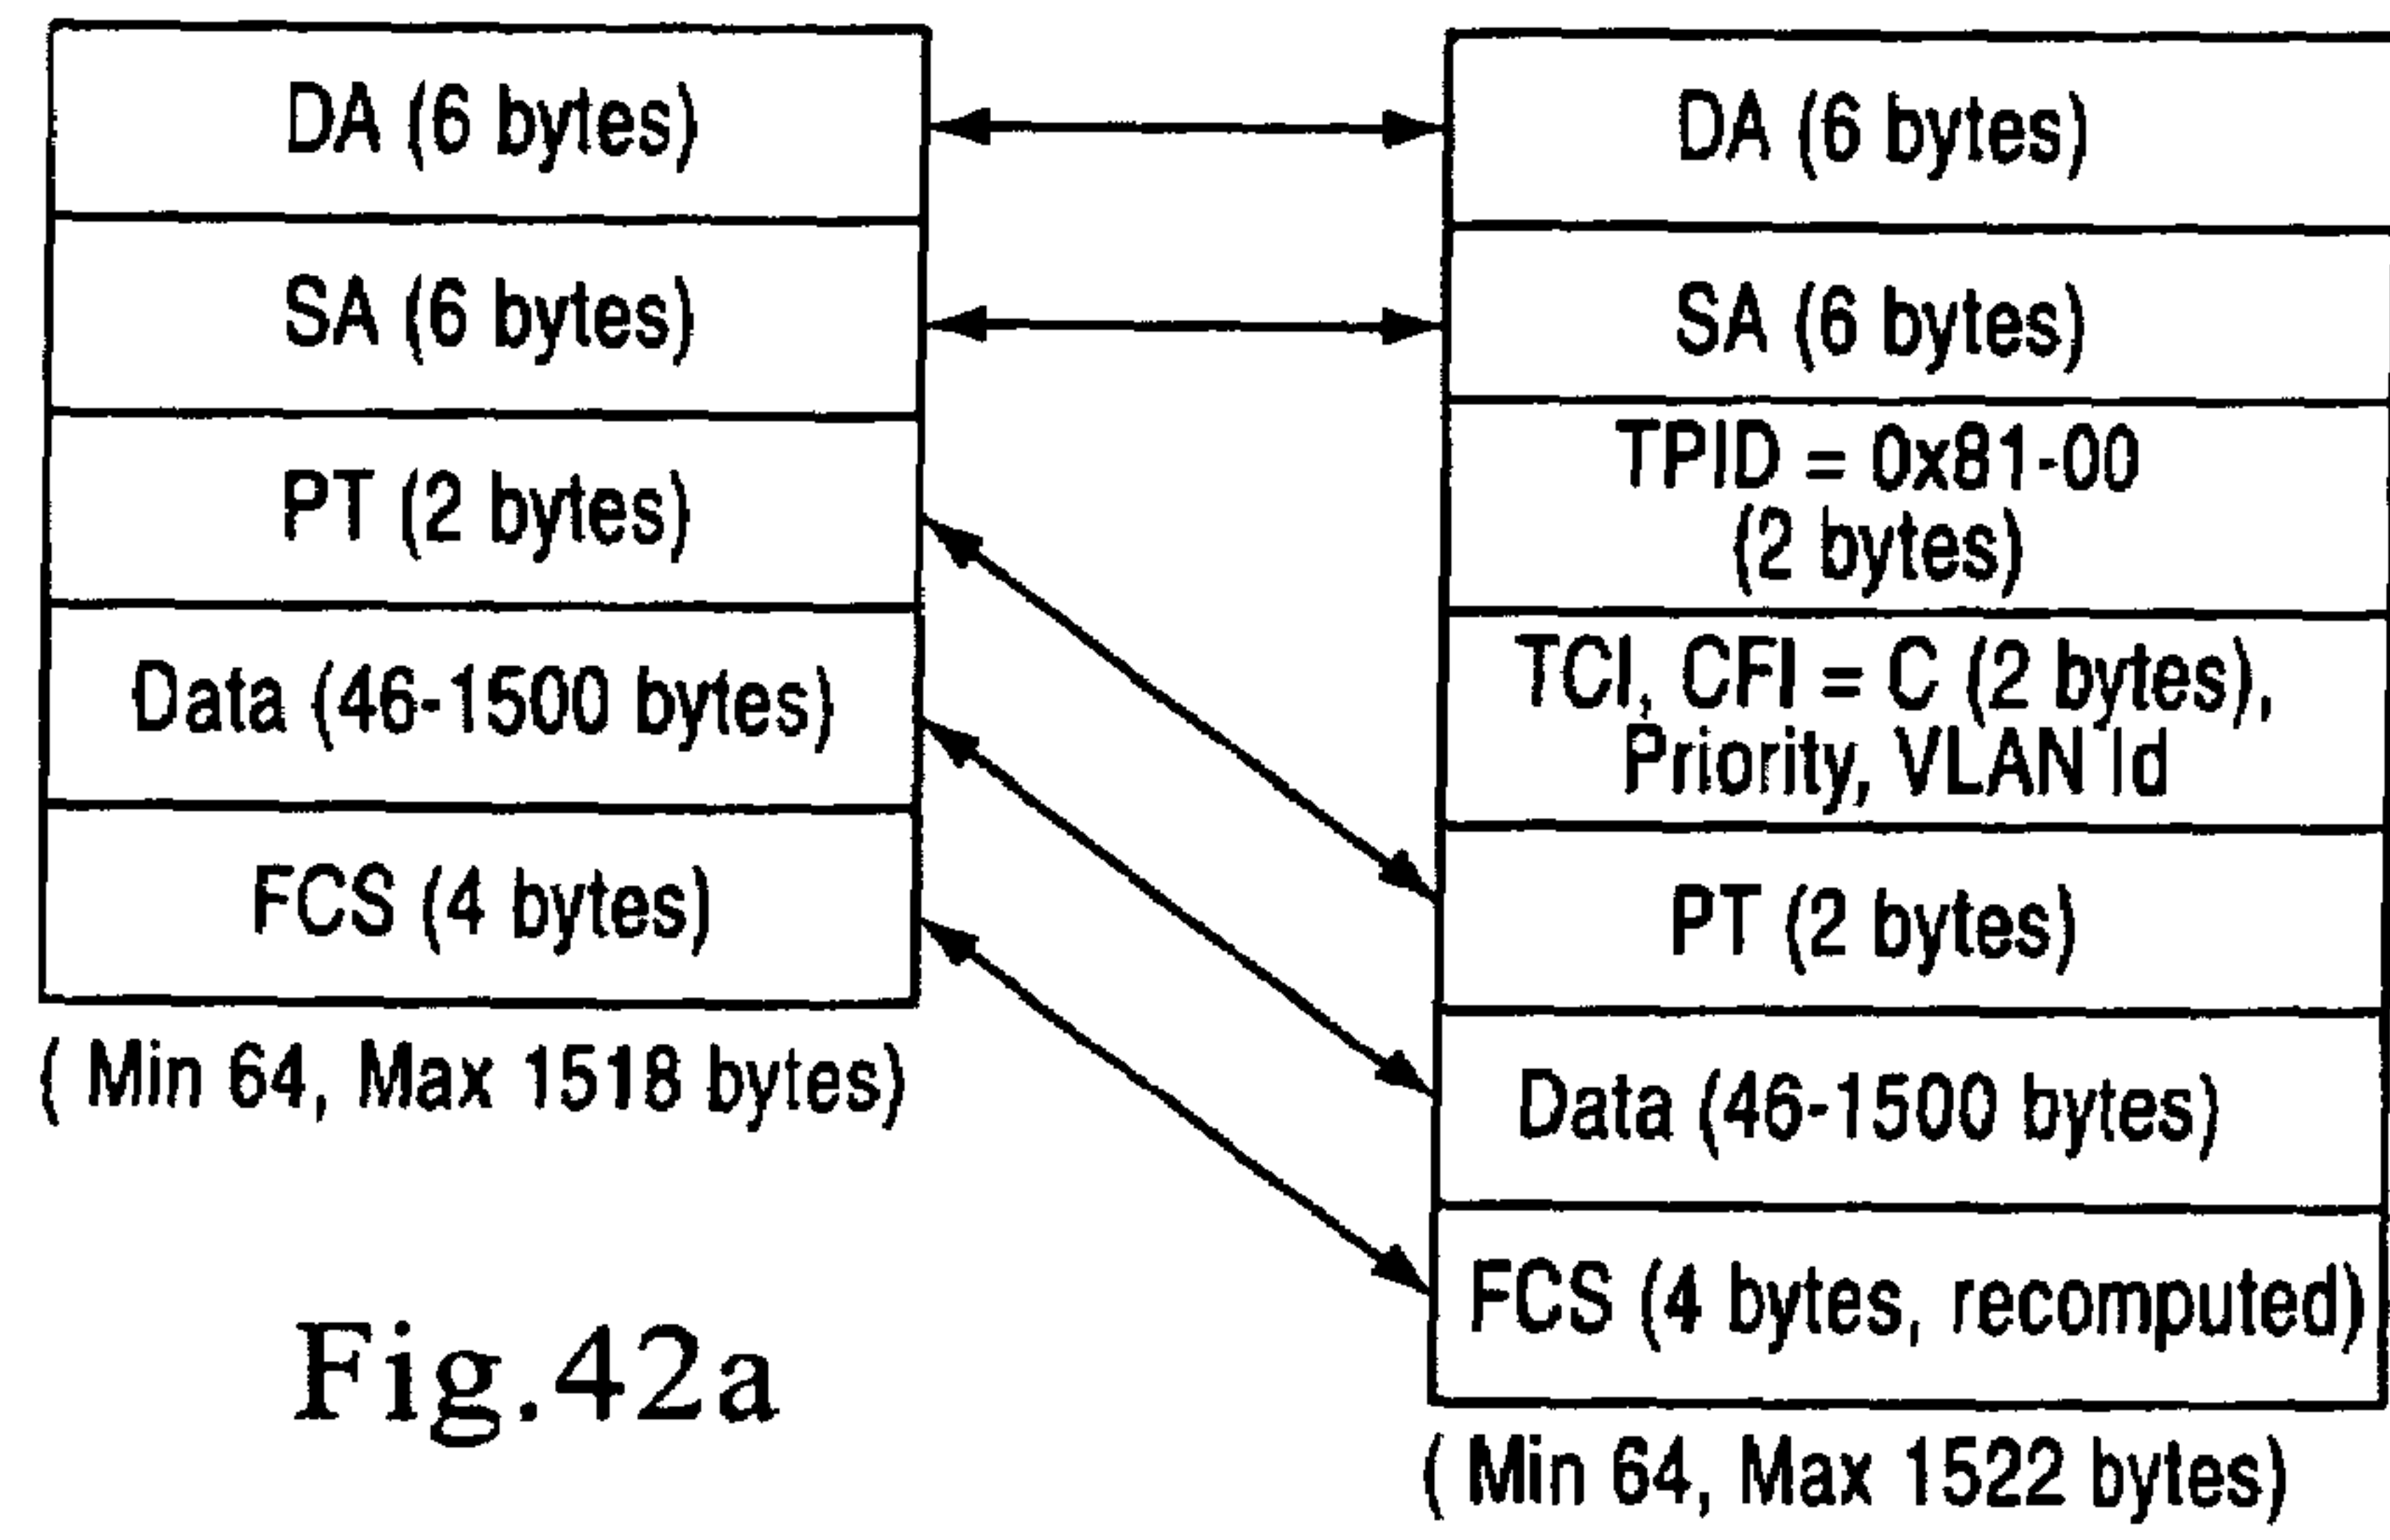 DA (6 bytes)
SA (6 bytes)
PT (2 bytes)
Data (46-1500 bytes)
FCS (4 bytes)
( Min 64, Max 1518 bytes)
DA (6 bytes)
SA (6 bytes)
TPID = 0x81-00
(2 bytes)
TCI, CFI = C (2 bytes),
Priority, VLAN Id
PT (2 bytes)
Data (46-1500 bytes)
FCS (4 bytes, recomputed)
( Min 64, Max 1522 bytes)
Fig.42a